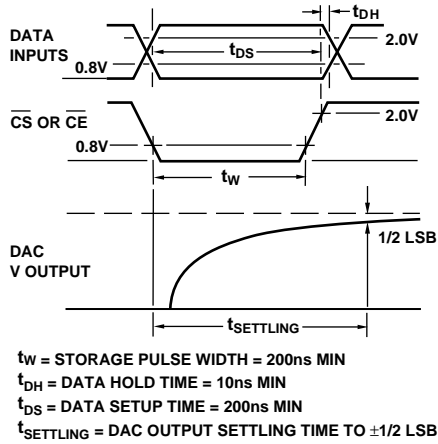 DATA
INPUTS
tDH
tDS
2.0V
0.8V
CS OR CE
2.0V
0.8V
tW
DAC
V OUTPUT
1/2 LSB
tSETTLING
tW = STORAGE PULSE WIDTH = 200ns MIN
tDH = DATA HOLD TIME = 10ns MIN
tDS = DATA SETUP TIME = 200ns MIN
tSETTLING = DAC OUTPUT SETTLING TIME TO ±1/2 LSB